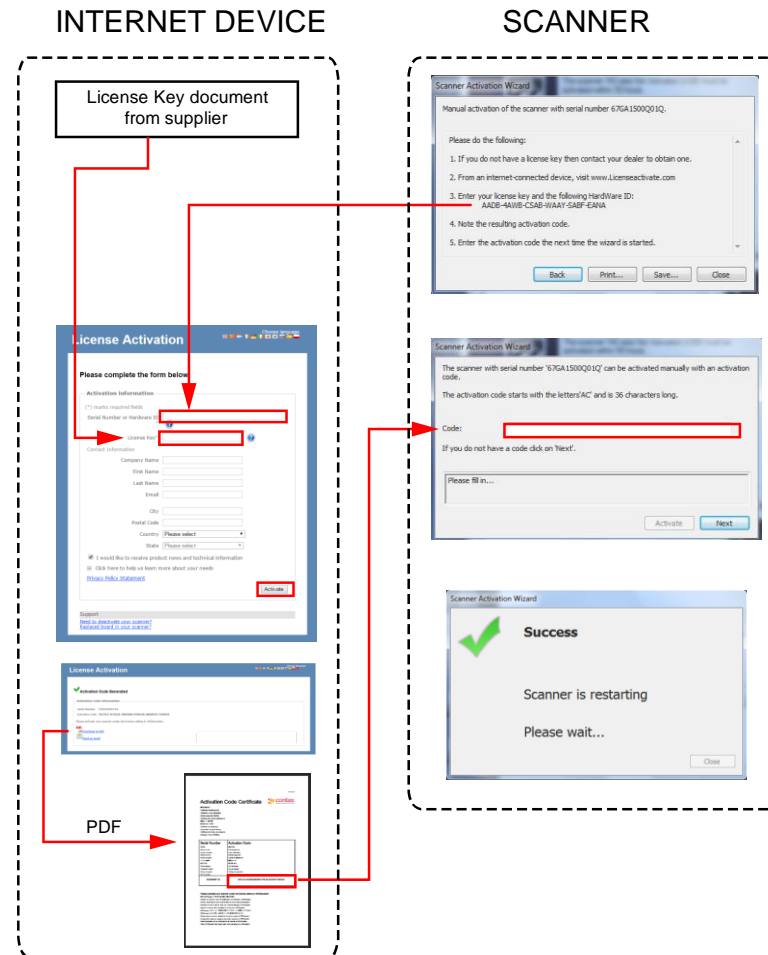 INTERNET DEVICE
SCANNER
License Key document
from supplier
Scanner Activation Wizard
Manual activation of the scanner with serial number 67GA1500Q01Q.
Please do the following:
1. If you do not have a license key then contact your dealer to obtain one.
2. From an internet-connected device, visit www.Licenseactivate.com
3. Enter your license key and the following HardWare ID:
AADB-4AWB-CSAB-WAAY-SABF-EANA
4. Note the resulting activation code.
5. Enter the activation code the next time the wizard is started.
Back Print... Save... Close
License Activation
Choose language
Please complete the form below
Activation Information
(*) marks required fields
Serial Number or Hardware ID
License Key*
Contact Information
Company Name
First Name
Last Name
Email
City
Postal Code
Country Please select
State Please select
I would like to receive product news and technical information
Click here to help us learn more about your needs
Privacy Policy Statement
Activate
Support
Need to deactivate your scanner?
Replaced board in your scanner?
Scanner Activation Wizard
The scanner with serial number '67GA1500Q01Q' can be activated manually with an activation
code.
The activation code starts with the letters'AC' and is 36 characters long.
Code:
If you do not have a code click on 'Next'.
Please fill in...
Activate Next
Scanner Activation Wizard
Success
Scanner is restarting
Please wait...
Close
License Activation
Activation Code Generated
Activation Code Information
Serial Number
Activation Code
PDF
Activation Code Certificate
contex
Serial Number Activation Code